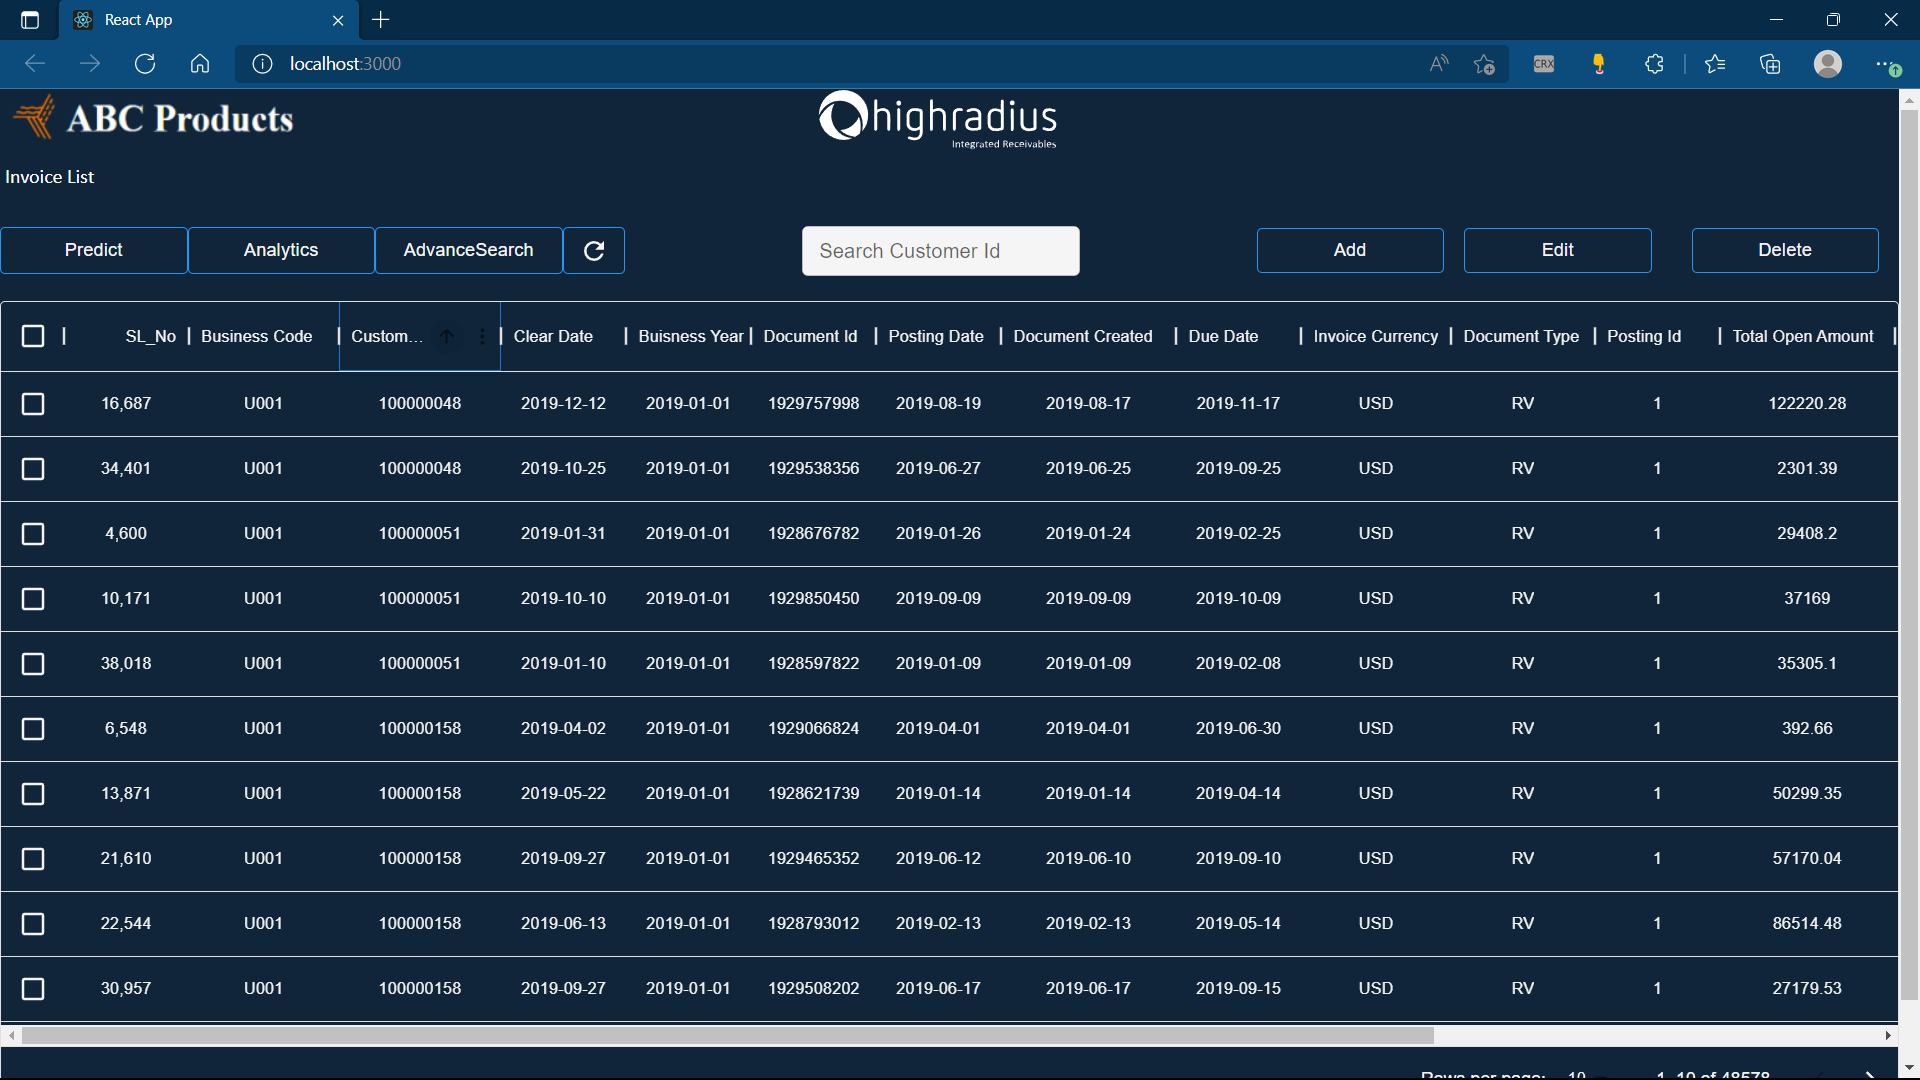 React App
localhost:3000
CRX
ABC Products
highradius
Integrated Receivables
Invoice List
Predict Analytics AdvanceSearch Search Customer Id Add Edit Delete
SL_No Business Code Custom... Clear Date Buisness Year Document Id Posting Date Document Created Due Date Invoice Currency Document Type Posting Id Total Open Amount
16,687 U001 100000048 2019-12-12 2019-01-01 1929757998 2019-08-19 2019-08-17 2019-11-17 USD RV 1 122220.28
34,401 U001 100000048 2019-10-25 2019-01-01 1929538356 2019-06-27 2019-06-25 2019-09-25 USD RV 1 2301.39
4,600 U001 100000051 2019-01-31 2019-01-01 1928676782 2019-01-26 2019-01-24 2019-02-25 USD RV 1 29408.2
10,171 U001 100000051 2019-10-10 2019-01-01 1929850450 2019-09-09 2019-09-09 2019-10-09 USD RV 1 37169
38,018 U001 100000051 2019-01-10 2019-01-01 1928597822 2019-01-09 2019-01-09 2019-02-08 USD RV 1 35305.1
6,548 U001 100000158 2019-04-02 2019-01-01 1929066824 2019-04-01 2019-04-01 2019-06-30 USD RV 1 392.66
13,871 U001 100000158 2019-05-22 2019-01-01 1928621739 2019-01-14 2019-01-14 2019-04-14 USD RV 1 50299.35
21,610 U001 100000158 2019-09-27 2019-01-01 1929465352 2019-06-12 2019-06-10 2019-09-10 USD RV 1 57170.04
22,544 U001 100000158 2019-06-13 2019-01-01 1928793012 2019-02-13 2019-02-13 2019-05-14 USD RV 1 86514.48
30,957 U001 100000158 2019-09-27 2019-01-01 1929508202 2019-06-17 2019-06-17 2019-09-15 USD RV 1 27179.53
Rows per page: 10 1–10 of 48578